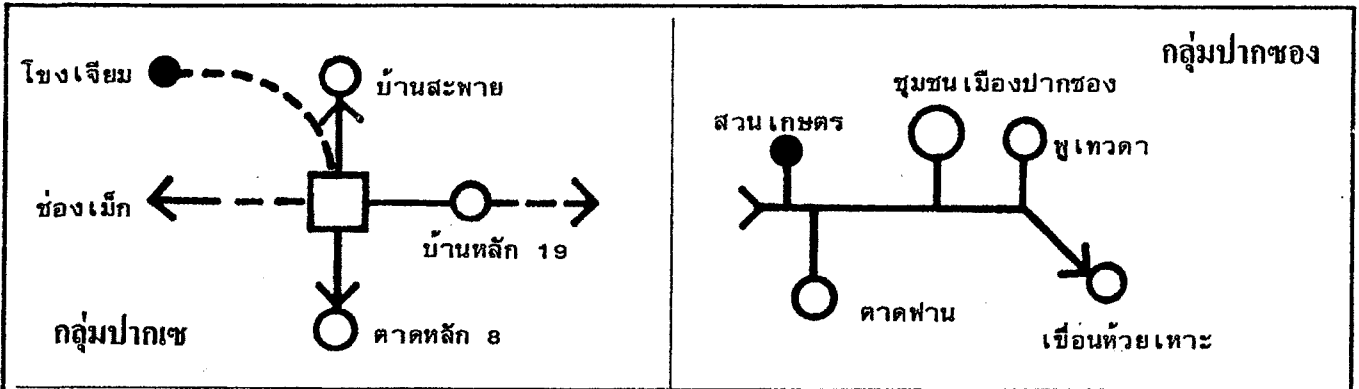 โขงเจียม
บ้านสะพาย
ช่องเม็ก
บ้านหลัก 19
ตาดหลัก 8
กลุ่มปากเซ
กลุ่มปากซอง
ชุมชนเมืองปากซอง
สวนเกษตร
พูเทวดา
ตาดฟาน
เขื่อนห้วยเหาะ